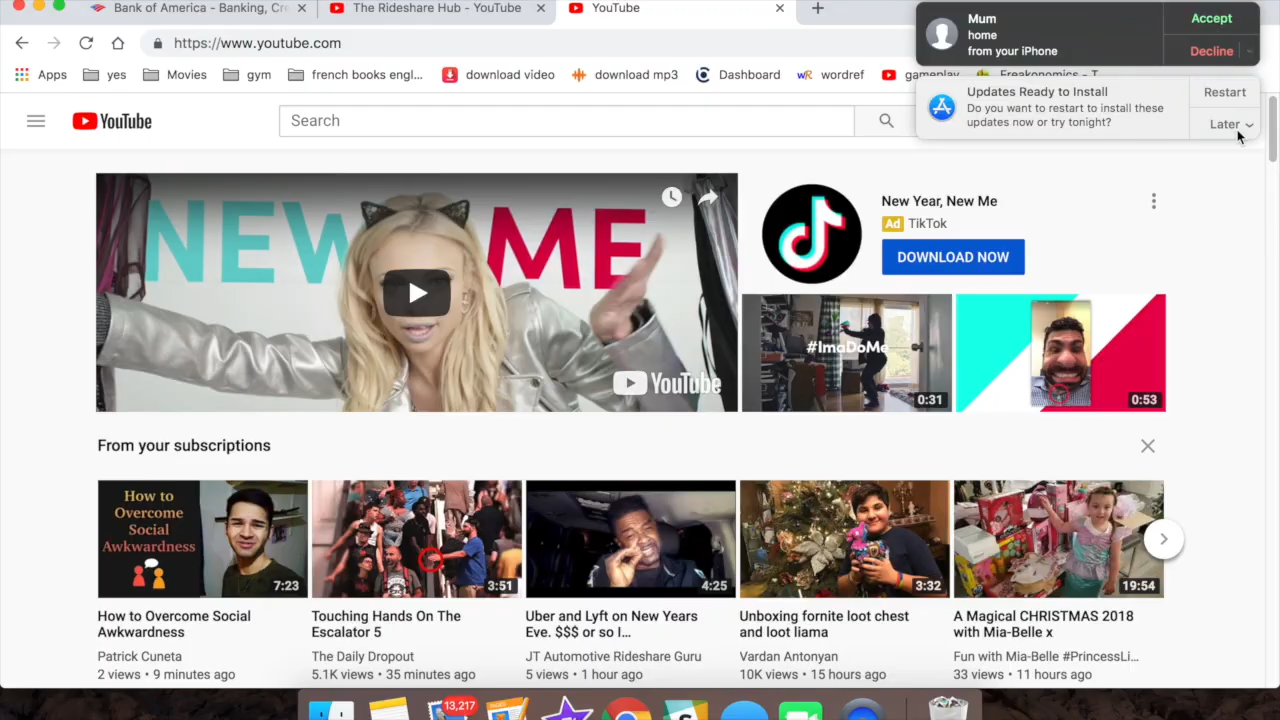 Bank of America - Banking, Cre
The Rideshare Hub - YouTube
YouTube
https://www.youtube.com
Mum
home
from your iPhone
Accept
Decline
Apps
yes
Movies
gym
french books engl...
download video
download mp3
Dashboard
wordref
Updates Ready to Install
Do you want to restart to install these
updates now or try tonight?
Restart
Later
YouTube
Search
NEW ME
YouTube
New Year, New Me
Ad TikTok
DOWNLOAD NOW
#ImaDoMe
0:31
0:53
From your subscriptions
How to
Overcome
Social
Awkwardness
7:23
3:51
4:25
3:32
19:54
How to Overcome Social
Awkwardness
Patrick Cuneta
2 views • 9 minutes ago
Touching Hands On The
Escalator 5
The Daily Dropout
5.1K views • 35 minutes ago
Uber and Lyft on New Years
Eve. $$$ or so I...
JT Automotive Rideshare Guru
5 views • 1 hour ago
Unboxing fornite loot chest
and loot llama
Vardan Antonyan
10K views • 15 hours ago
A Magical CHRISTMAS 2018
with Mia-Belle x
Fun with Mia-Belle #PrincessLi...
33 views • 11 hours ago
13,217